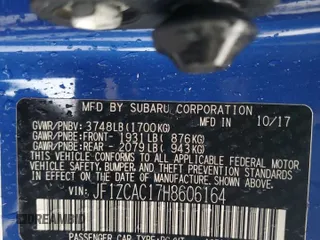 MFD. BY SUBARU CORPORATION 10/17
GVWR/PNBV: 3748LB(1700KG)
GAWR/PNBE:FRONT- 1931LB( 876KG)
GAWR/PNBE:REAR - 2079LB( 943KG)
THIS VEHICLE CONFORMS TO ALL APPLICABLE
FEDERAL MOTOR VEHICLE SAFETY, BUMPER,
AND THEFT PREVENTION STANDARDS IN
EFFECT ON THE DATE OF MANUFACTURE
SHOWN ABOVE.
VIN: JF1ZCAC17H8606164
PASSENGER CAR